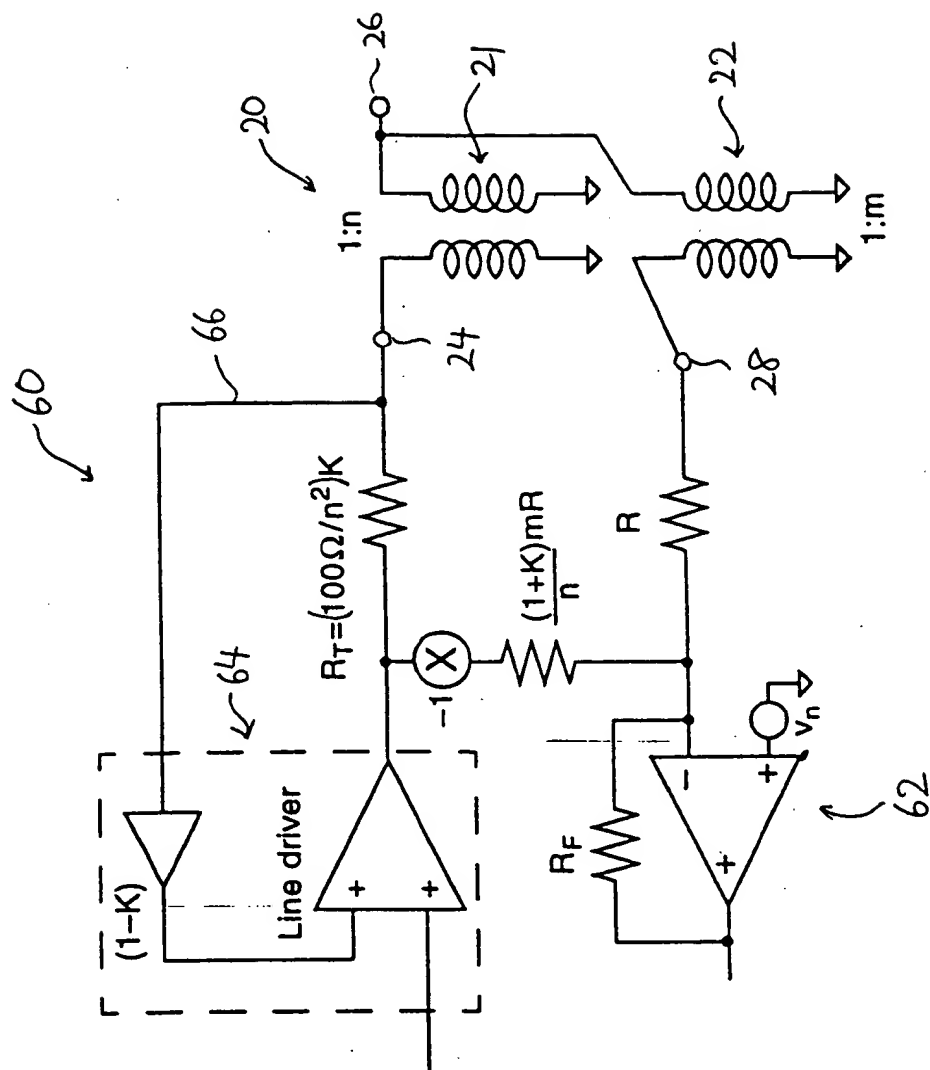 60
64
66
20
26
21
22
24
28
62
(1−K)
Line driver
+
+
R_T=(100Ω/n²)K
1:n
−1
X
(1+K)mR
n
R
1:m
R_F
−
+
+
v_n